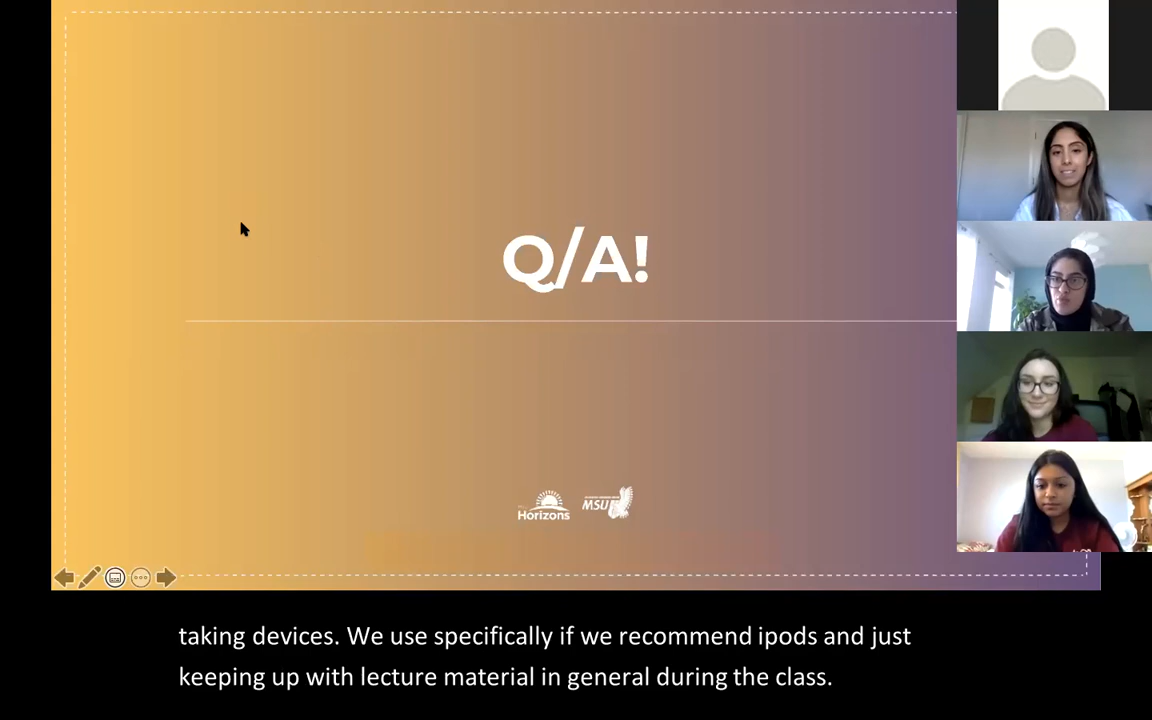 Q/A!
Horizons
MSU
taking devices. We use specifically if we recommend ipods and just
keeping up with lecture material in general during the class.